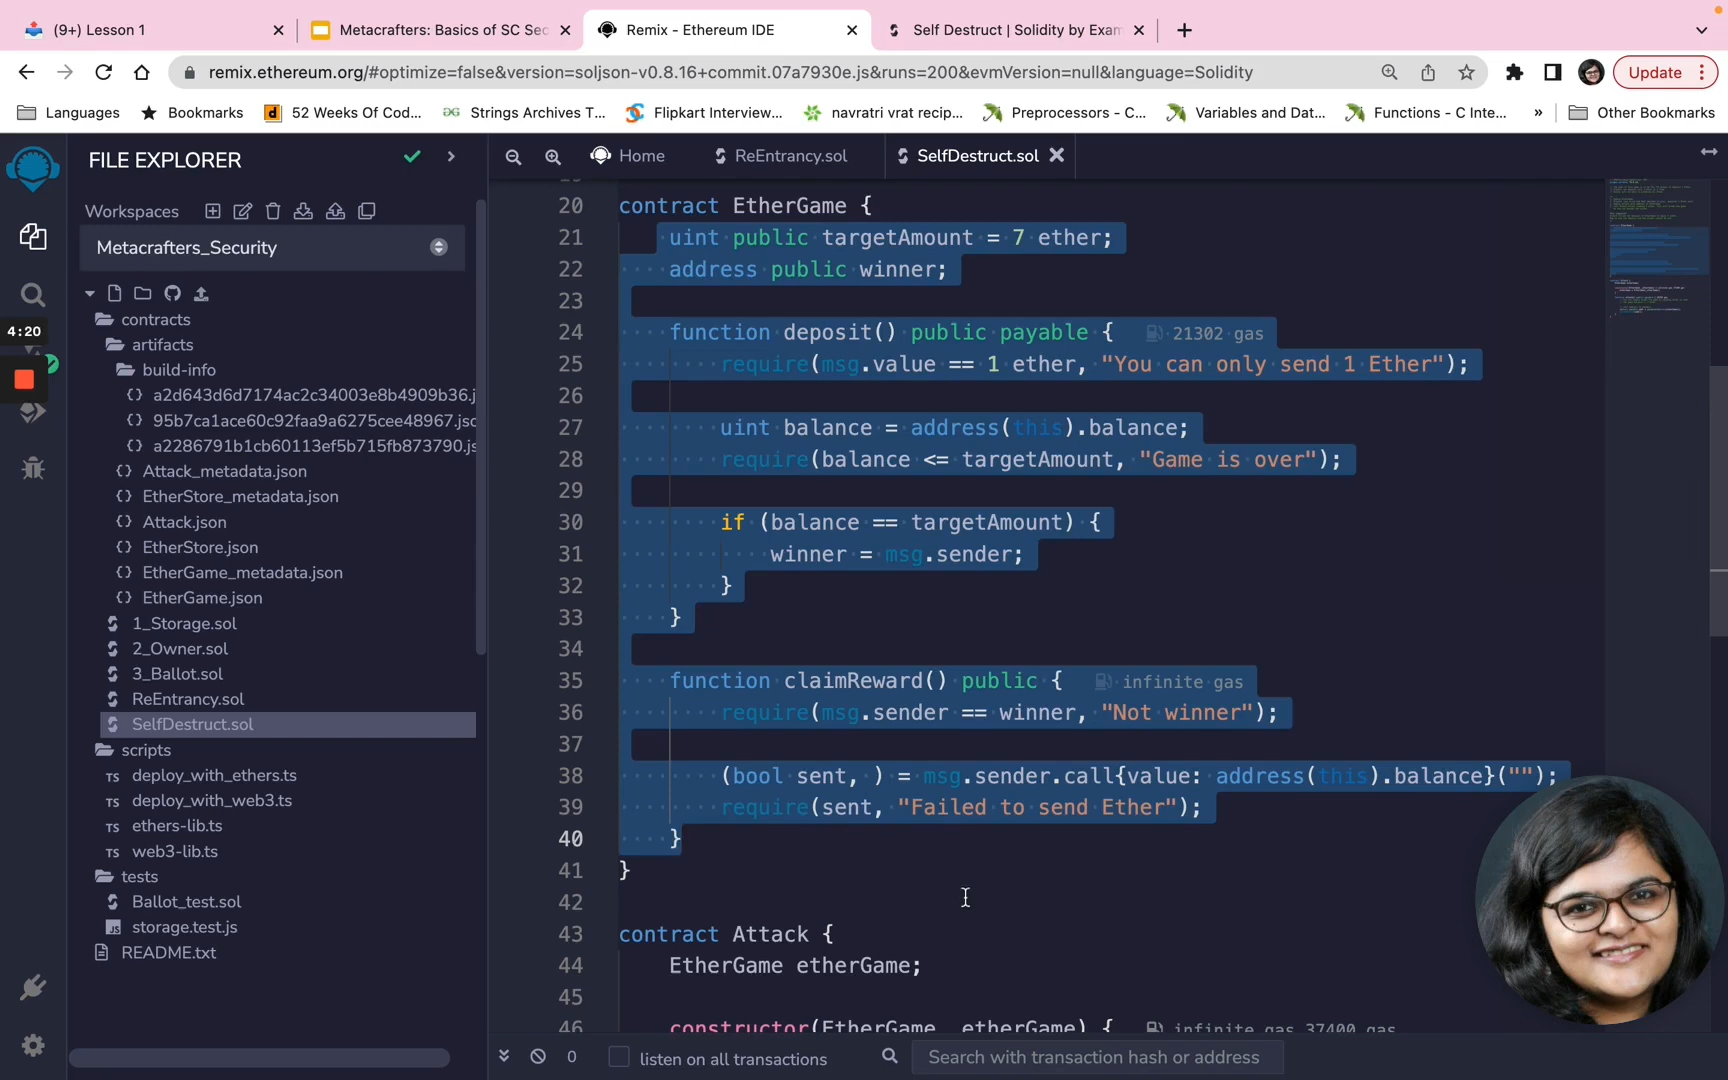 (9+) Lesson 1
Metacrafters: Basics of SC Sec
Remix - Ethereum IDE
Self Destruct | Solidity by Exam
remix.ethereum.org/#optimize=false&version=soljson-v0.8.16+commit.07a7930e.js&runs=200&evmVersion=null&language=Solidity
Update
Languages
Bookmarks
52 Weeks Of Cod...
Strings Archives T...
Flipkart Interview...
navratri vrat recip...
Preprocessors - C...
Variables and Dat...
Functions - C Inte...
»
Other Bookmarks
FILE EXPLORER
Home
ReEntrancy.sol
SelfDestruct.sol
Workspaces
Metacrafters_Security
4:20
contracts
artifacts
build-info
a2d643d6d7174ac2c34003e8b4909b36.j
95b7ca1ace60c92faa9a6275cee48967.jsc
a2286791b1cb60113ef5b715fb873790.js
Attack_metadata.json
EtherStore_metadata.json
Attack.json
EtherStore.json
EtherGame_metadata.json
EtherGame.json
1_Storage.sol
2_Owner.sol
3_Ballot.sol
ReEntrancy.sol
SelfDestruct.sol
scripts
deploy_with_ethers.ts
deploy_with_web3.ts
ethers-lib.ts
web3-lib.ts
tests
Ballot_test.sol
storage.test.js
README.txt
20 contract EtherGame {
21 uint public targetAmount = 7 ether;
22 address public winner;
23
24 function deposit() public payable { 21302 gas
25 require(msg.value == 1 ether, "You can only send 1 Ether");
26
27 uint balance = address(this).balance;
28 require(balance <= targetAmount, "Game is over");
29
30 if (balance == targetAmount) {
31 winner = msg.sender;
32 }
33 }
34
35 function claimReward() public { infinite gas
36 require(msg.sender == winner, "Not winner");
37
38 (bool sent, ) = msg.sender.call{value: address(this).balance}("");
39 require(sent, "Failed to send Ether");
40 }
41 }
42
43 contract Attack {
44 EtherGame etherGame;
45
46 constructor(EtherGame _etherGame) { infinite gas 37400 gas
0
listen on all transactions
Search with transaction hash or address